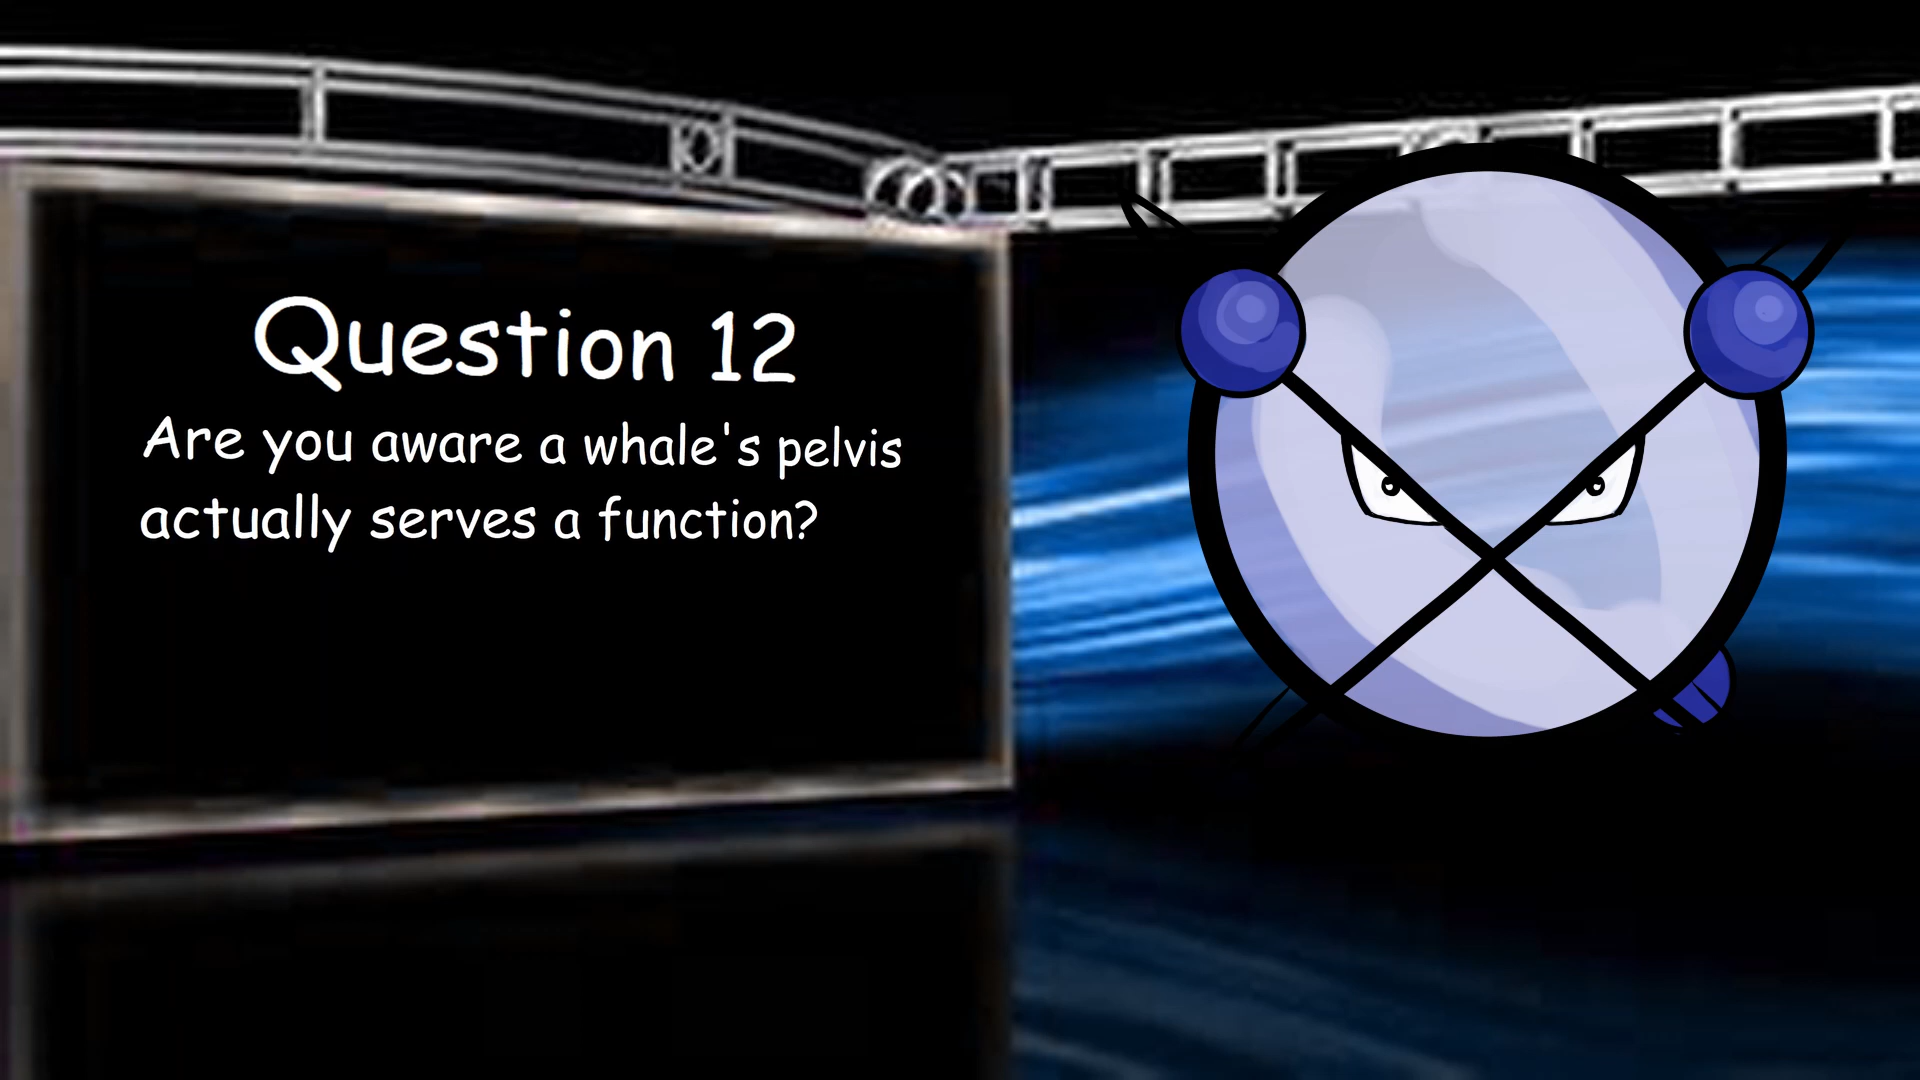 Question 12
Are you aware a whale's pelvis
actually serves a function?